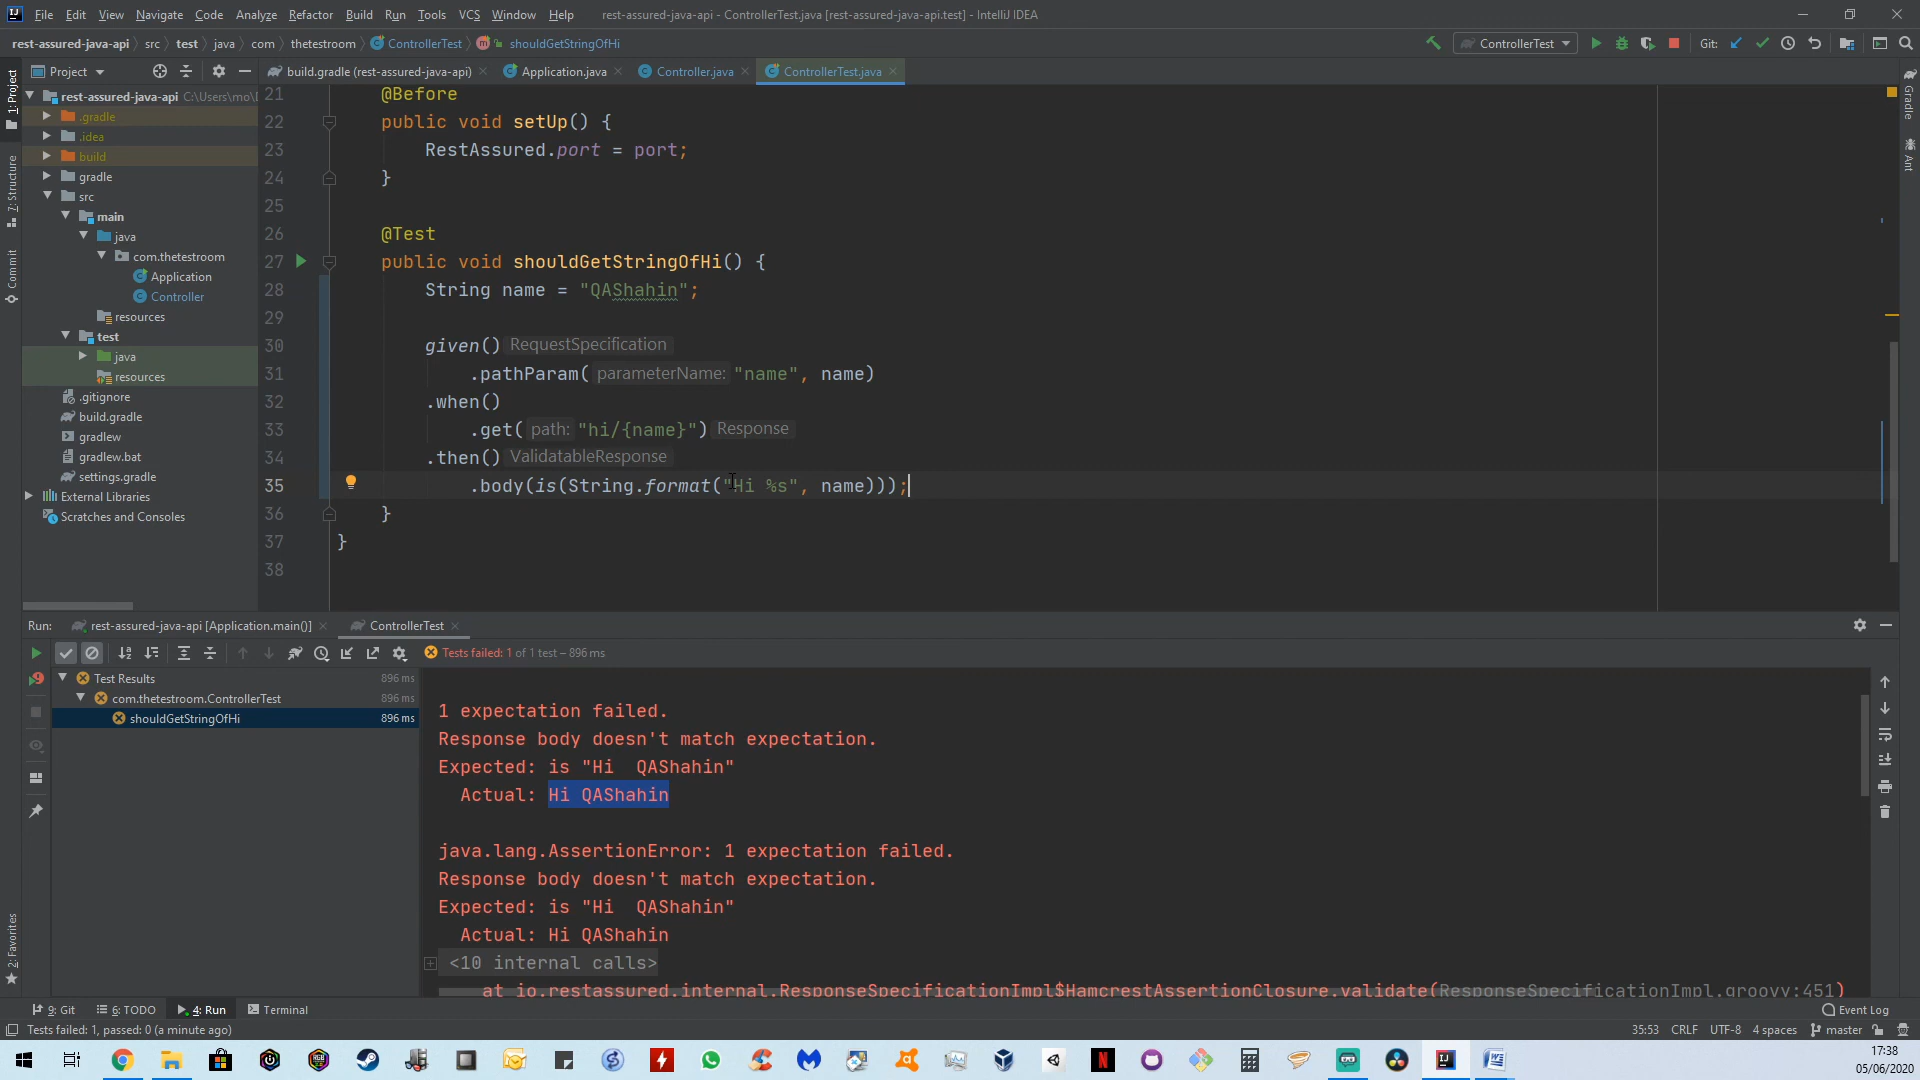 File Edit View Navigate Code Analyze Refactor Build Run Tools VCS Window Help rest-assured-java-api - ControllerTest.java [rest-assured-java-api.test] - IntelliJ IDEA
rest-assured-java-api src test java com thetestroom ControllerTest shouldGetStringOfHi ControllerTest Git:
Project build.gradle (rest-assured-java-api) Application.java Controller.java ControllerTest.java
1: Project
7: Structure
Commit
2: Favorites
Gradle
Ant
rest-assured-java-api C:\Users\mo\
.gradle
.idea
build
gradle
src
main
java
com.thetestroom
Application
Controller
resources
test
java
resources
.gitignore
build.gradle
gradlew
gradlew.bat
settings.gradle
External Libraries
Scratches and Consoles
21 @Before
22 public void setUp() {
23 RestAssured.port = port;
24 }
25
26 @Test
27 public void shouldGetStringOfHi() {
28 String name = "QAShahin";
29
30 given() RequestSpecification
31 .pathParam( parameterName: "name", name)
32 .when()
33 .get( path: "hi/{name}") Response
34 .then() ValidatableResponse
35 .body(is(String.format("Hi %s", name)));
36 }
37 }
38
Run: rest-assured-java-api [Application.main()] ControllerTest
Tests failed: 1 of 1 test – 896 ms
Test Results 896 ms
com.thetestroom.ControllerTest 896 ms
shouldGetStringOfHi 896 ms
1 expectation failed.
Response body doesn't match expectation.
Expected: is "Hi  QAShahin"
Actual: Hi QAShahin
java.lang.AssertionError: 1 expectation failed.
Response body doesn't match expectation.
Expected: is "Hi  QAShahin"
Actual: Hi QAShahin
<10 internal calls>
at io.restassured.internal.ResponseSpecificationImpl$HamcrestAssertionClosure.validate(ResponseSpecificationImpl.groovy:451)
9: Git 6: TODO 4: Run Terminal Event Log
Tests failed: 1, passed: 0 (a minute ago) 35:53 CRLF UTF-8 4 spaces master
17:38
05/06/2020